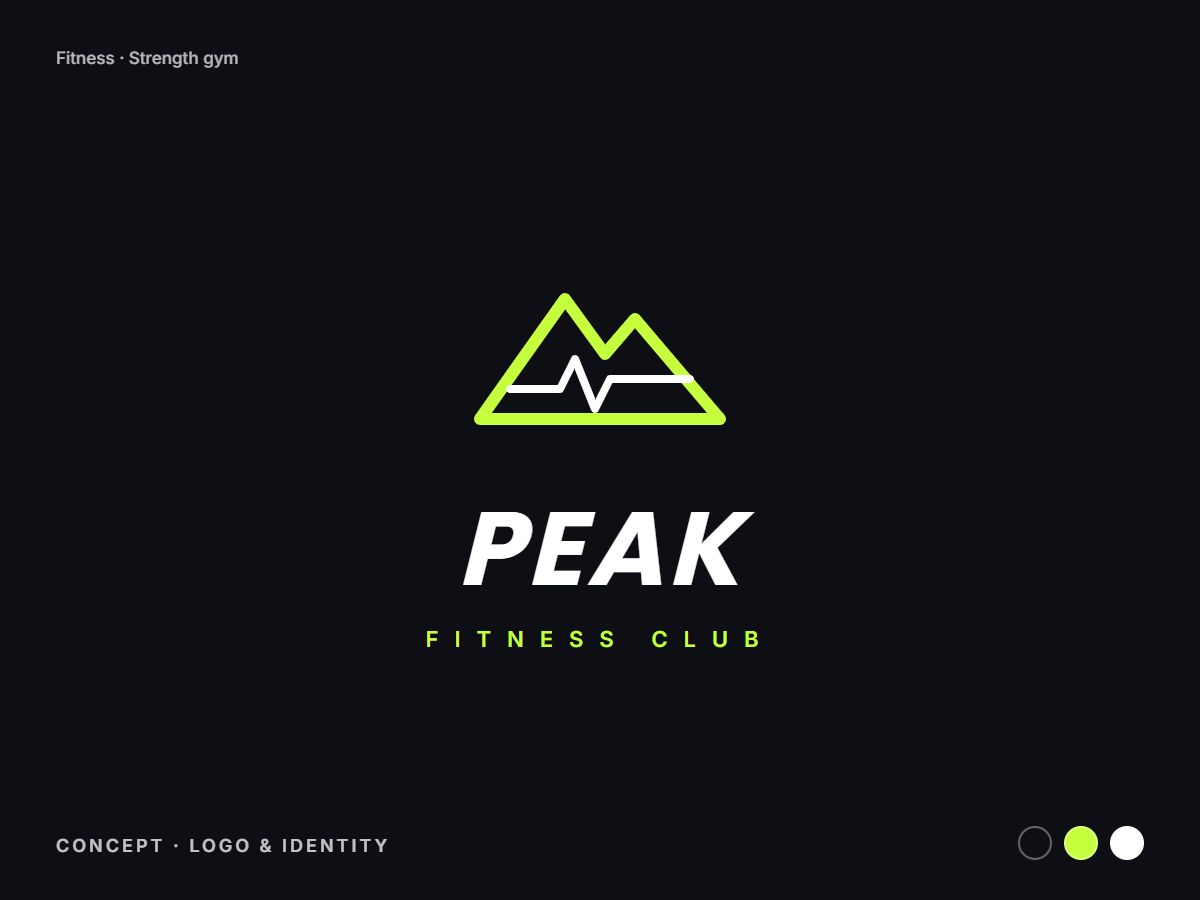 Fitness · Strength gym
PEAK
FITNESS CLUB
CONCEPT · LOGO & IDENTITY